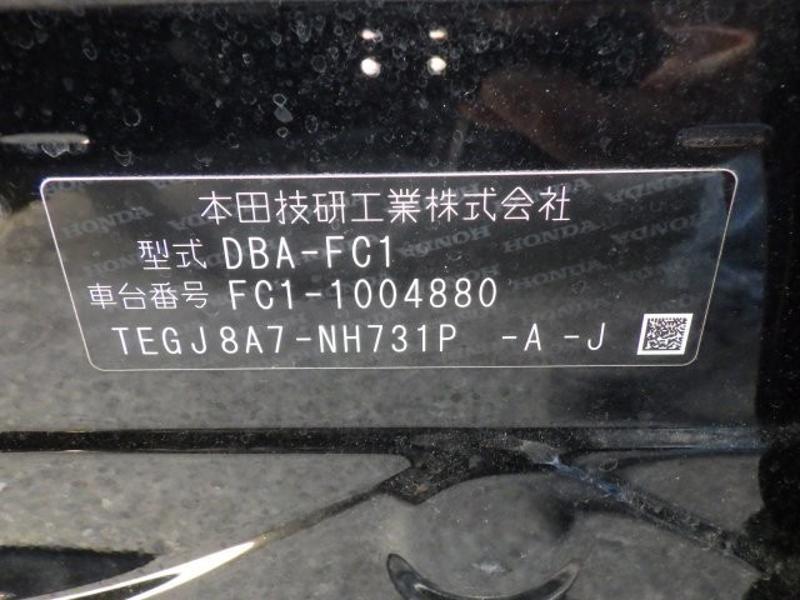 本田技研工業株式会社
型式 DBA-FC1
車台番号 FC1-1004880
TEGJ8A7-NH731P -A -J